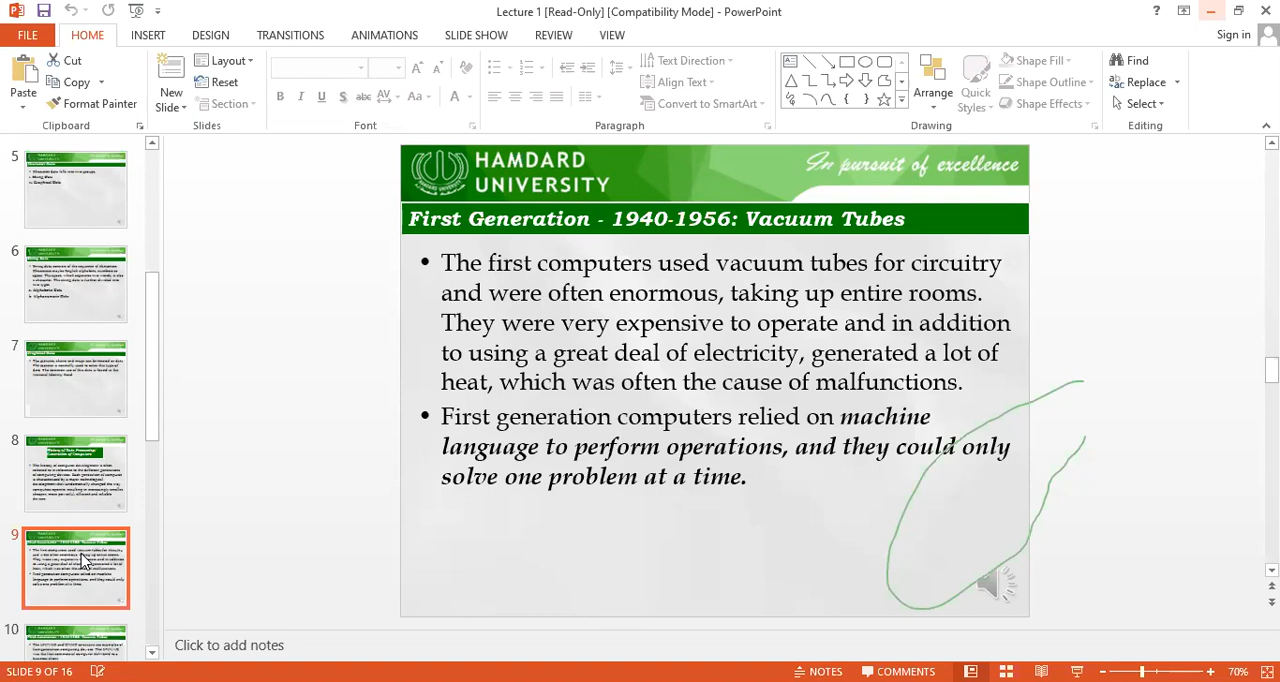 Lecture 1 [Read-Only] [Compatibility Mode] - PowerPoint
Sign in
FILE HOME INSERT DESIGN TRANSITIONS ANIMATIONS SLIDE SHOW REVIEW VIEW
Paste
Cut
Copy
Format Painter
Clipboard
New
Slide
Layout
Reset
Section
Slides
B I U S abc AV Aa A
Font
Text Direction
Align Text
Convert to SmartArt
Paragraph
Arrange
Quick
Styles
Shape Fill
Shape Outline
Shape Effects
Drawing
Find
Replace
Select
Editing
5
6
7
8
9
10
HAMDARD
UNIVERSITY
In pursuit of excellence
First Generation - 1940-1956: Vacuum Tubes
• The first computers used vacuum tubes for circuitry
and were often enormous, taking up entire rooms.
They were very expensive to operate and in addition
to using a great deal of electricity, generated a lot of
heat, which was often the cause of malfunctions.
• First generation computers relied on machine
language to perform operations, and they could only
solve one problem at a time.
Click to add notes
SLIDE 9 OF 16
NOTES
COMMENTS
70%